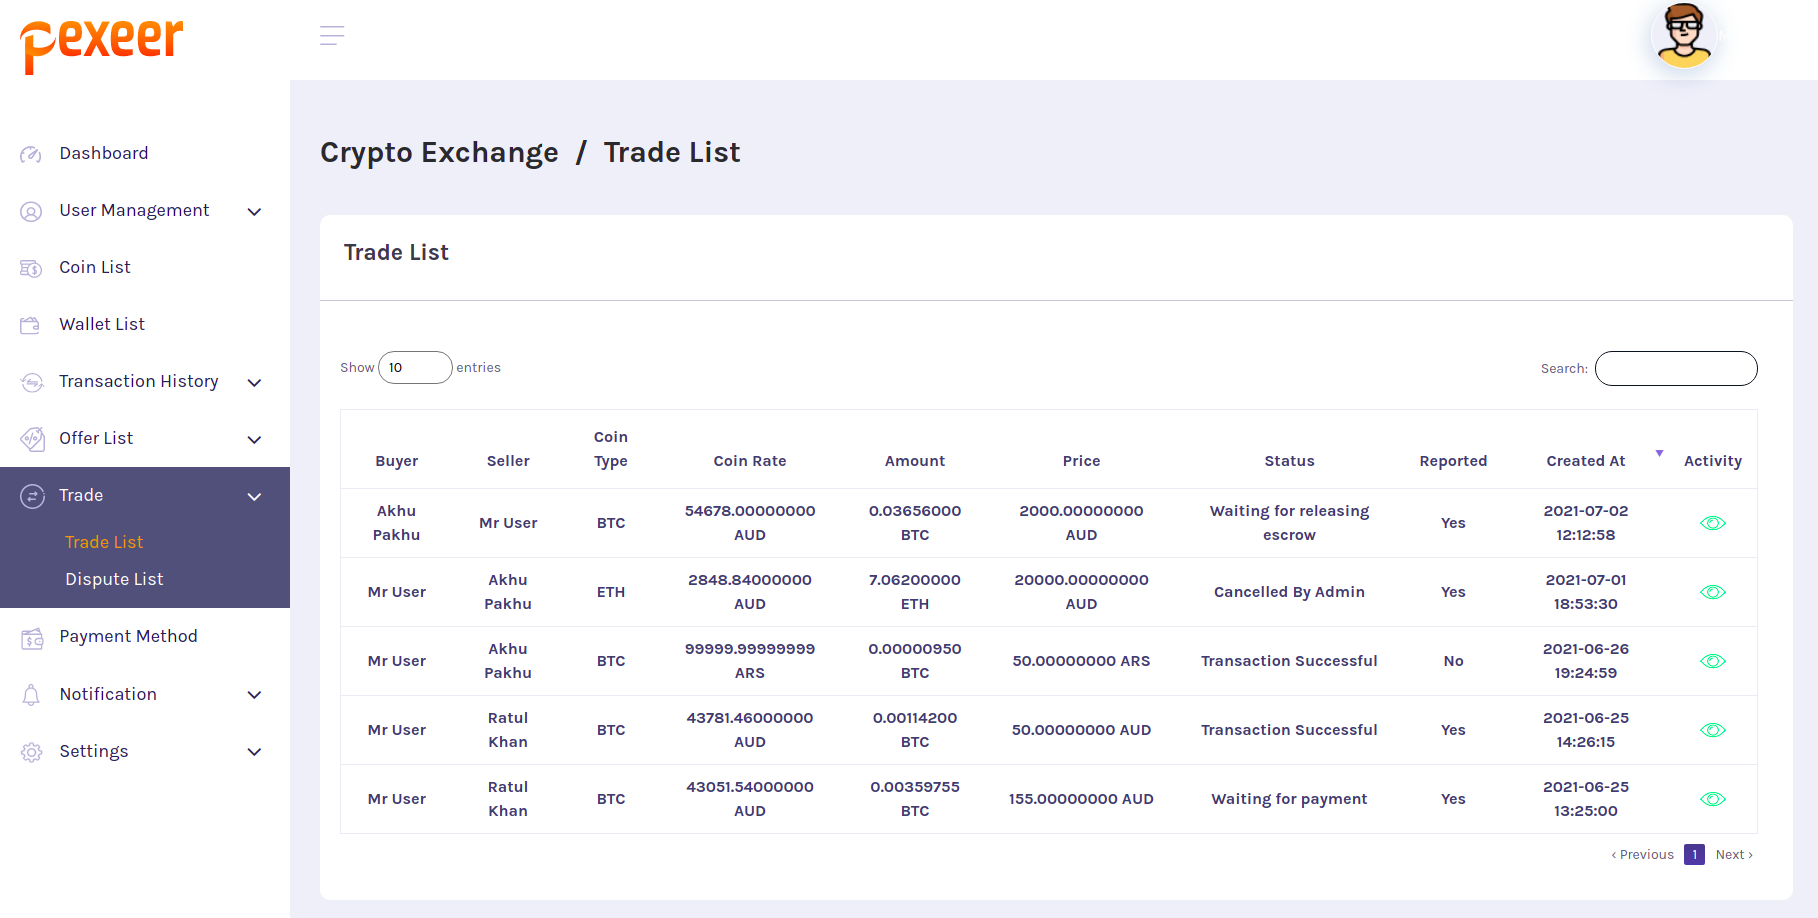 pexeer
Dashboard
User Management
Coin List
Wallet List
Transaction History
Offer List
Trade
Trade List
Dispute List
Payment Method
Notification
Settings
Crypto Exchange / Trade List
Trade List
Show 10 entries
Search:
Buyer Seller Coin Type Coin Rate Amount Price Status Reported Created At Activity
Akhu Pakhu Mr User BTC 54678.00000000 AUD 0.03656000 BTC 2000.00000000 AUD Waiting for releasing escrow Yes 2021-07-02 12:12:58
Mr User Akhu Pakhu ETH 2848.84000000 AUD 7.06200000 ETH 20000.00000000 AUD Cancelled By Admin Yes 2021-07-01 18:53:30
Mr User Akhu Pakhu BTC 99999.99999999 ARS 0.00000950 BTC 50.00000000 ARS Transaction Successful No 2021-06-26 19:24:59
Mr User Ratul Khan BTC 43781.46000000 AUD 0.00114200 BTC 50.00000000 AUD Transaction Successful Yes 2021-06-25 14:26:15
Mr User Ratul Khan BTC 43051.54000000 AUD 0.00359755 BTC 155.00000000 AUD Waiting for payment Yes 2021-06-25 13:25:00
‹ Previous 1 Next ›